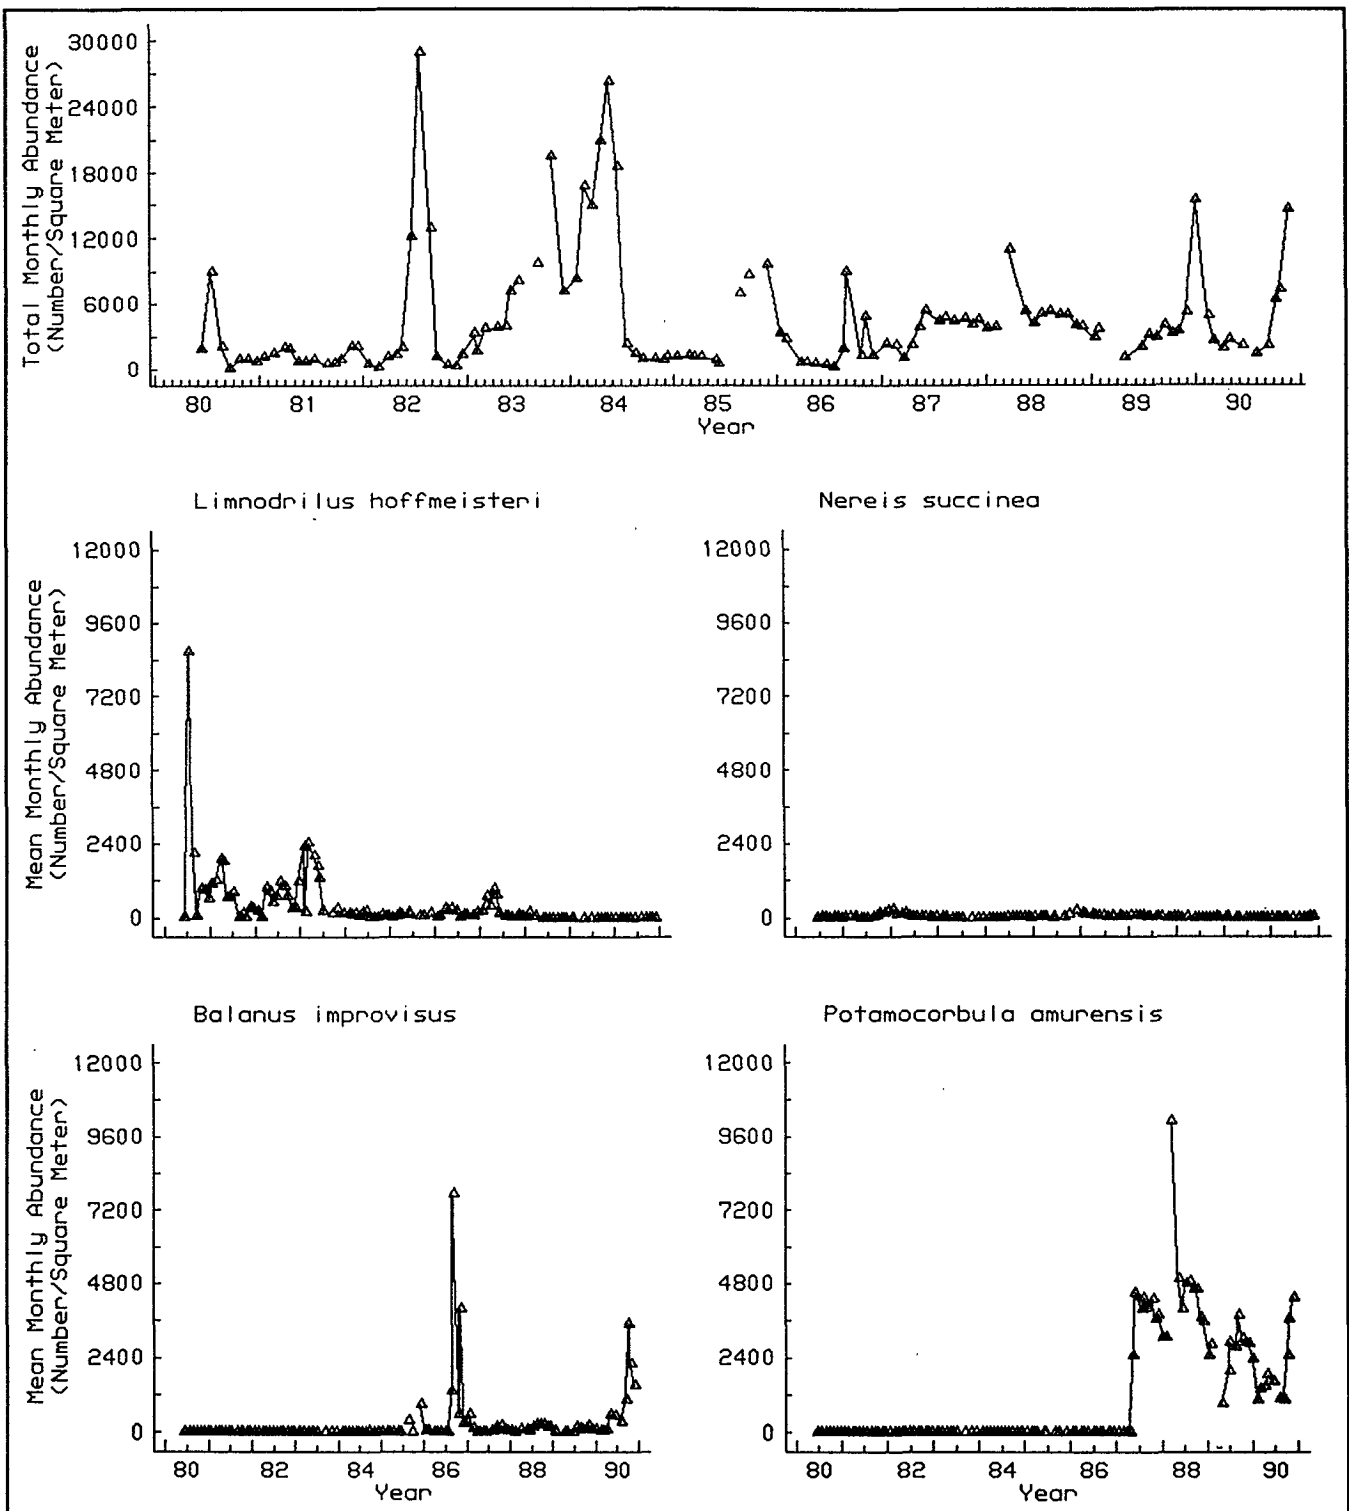 Total Monthly Abundance
(Number/Square Meter)
30000
24000
18000
12000
6000
0
80 81 82 83 84 85 86 87 88 89 90
Year
Limnodrilus hoffmeisteri
Mean Monthly Abundance
(Number/Square Meter)
12000
9600
7200
4800
2400
0
Nereis succinea
12000
9600
7200
4800
2400
0
Balanus improvisus
Mean Monthly Abundance
(Number/Square Meter)
12000
9600
7200
4800
2400
0
80 82 84 86 88 90
Year
Potamocorbula amurensis
12000
9600
7200
4800
2400
0
80 82 84 86 88 90
Year